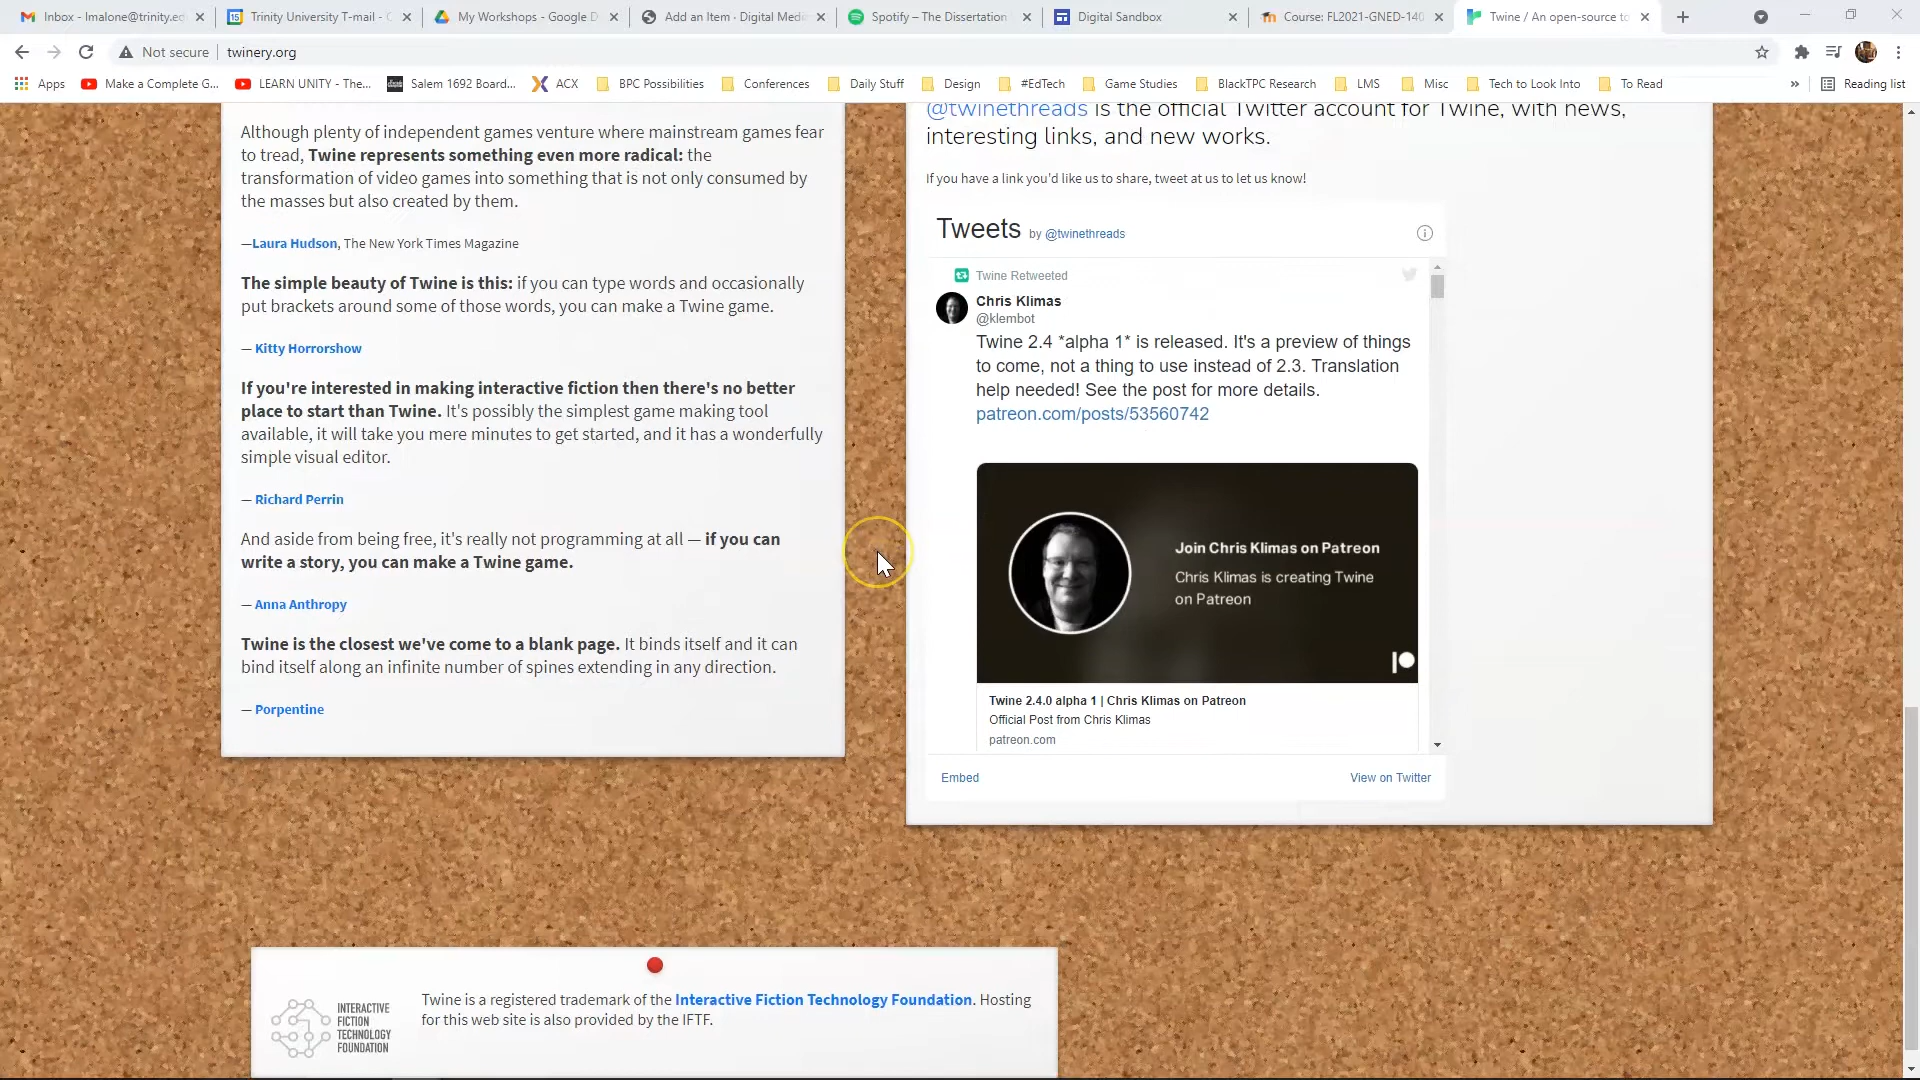 Inbox - lmalone@trinity.ed
Trinity University T-mail - C
My Workshops - Google D
Add an Item · Digital Medi
Spotify – The Dissertation
Digital Sandbox
Course: FL2021-GNED-140
Twine / An open-source to
Not secure
twinery.org
Apps
Make a Complete G...
LEARN UNITY - The...
Salem 1692 Board...
ACX
BPC Possibilities
Conferences
Daily Stuff
Design
#EdTech
Game Studies
BlackTPC Research
LMS
Misc
Tech to Look Into
To Read
»
Reading list
Although plenty of independent games venture where mainstream games fear
to tread, Twine represents something even more radical: the
transformation of video games into something that is not only consumed by
the masses but also created by them.
—Laura Hudson, The New York Times Magazine
The simple beauty of Twine is this: if you can type words and occasionally
put brackets around some of those words, you can make a Twine game.
— Kitty Horrorshow
If you're interested in making interactive fiction then there's no better
place to start than Twine. It's possibly the simplest game making tool
available, it will take you mere minutes to get started, and it has a wonderfully
simple visual editor.
— Richard Perrin
And aside from being free, it's really not programming at all — if you can
write a story, you can make a Twine game.
— Anna Anthropy
Twine is the closest we've come to a blank page. It binds itself and it can
bind itself along an infinite number of spines extending in any direction.
— Porpentine
@twinethreads is the official Twitter account for Twine, with news,
interesting links, and new works.
If you have a link you'd like us to share, tweet at us to let us know!
Tweets by @twinethreads
Twine Retweeted
Chris Klimas
@klembot
Twine 2.4 *alpha 1* is released. It's a preview of things
to come, not a thing to use instead of 2.3. Translation
help needed! See the post for more details.
patreon.com/posts/53560742
Join Chris Klimas on Patreon
Chris Klimas is creating Twine
on Patreon
Twine 2.4.0 alpha 1 | Chris Klimas on Patreon
Official Post from Chris Klimas
patreon.com
Embed
View on Twitter
INTERACTIVE
FICTION
TECHNOLOGY
FOUNDATION
Twine is a registered trademark of the Interactive Fiction Technology Foundation. Hosting
for this web site is also provided by the IFTF.